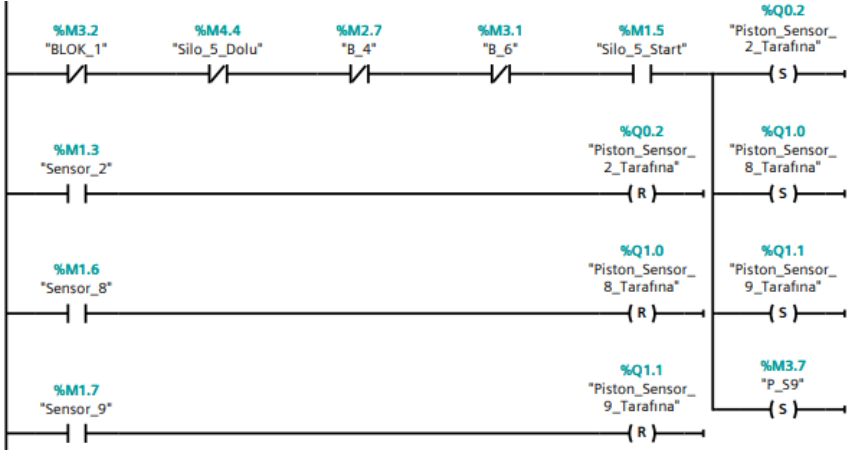 %M3.2
"BLOK_1"
%M4.4
"Silo_5_Dolu"
%M2.7
"B_4"
%M3.1
"B_6"
%M1.5
"Silo_5_Start"
%Q0.2
"Piston_Sensor_
2_Tarafına"
S
%M1.3
"Sensor_2"
%Q0.2
"Piston_Sensor_
2_Tarafına"
R
%Q1.0
"Piston_Sensor_
8_Tarafına"
S
%M1.6
"Sensor_8"
%Q1.0
"Piston_Sensor_
8_Tarafına"
R
%Q1.1
"Piston_Sensor_
9_Tarafına"
S
%M1.7
"Sensor_9"
%Q1.1
"Piston_Sensor_
9_Tarafına"
R
%M3.7
"P_S9"
S